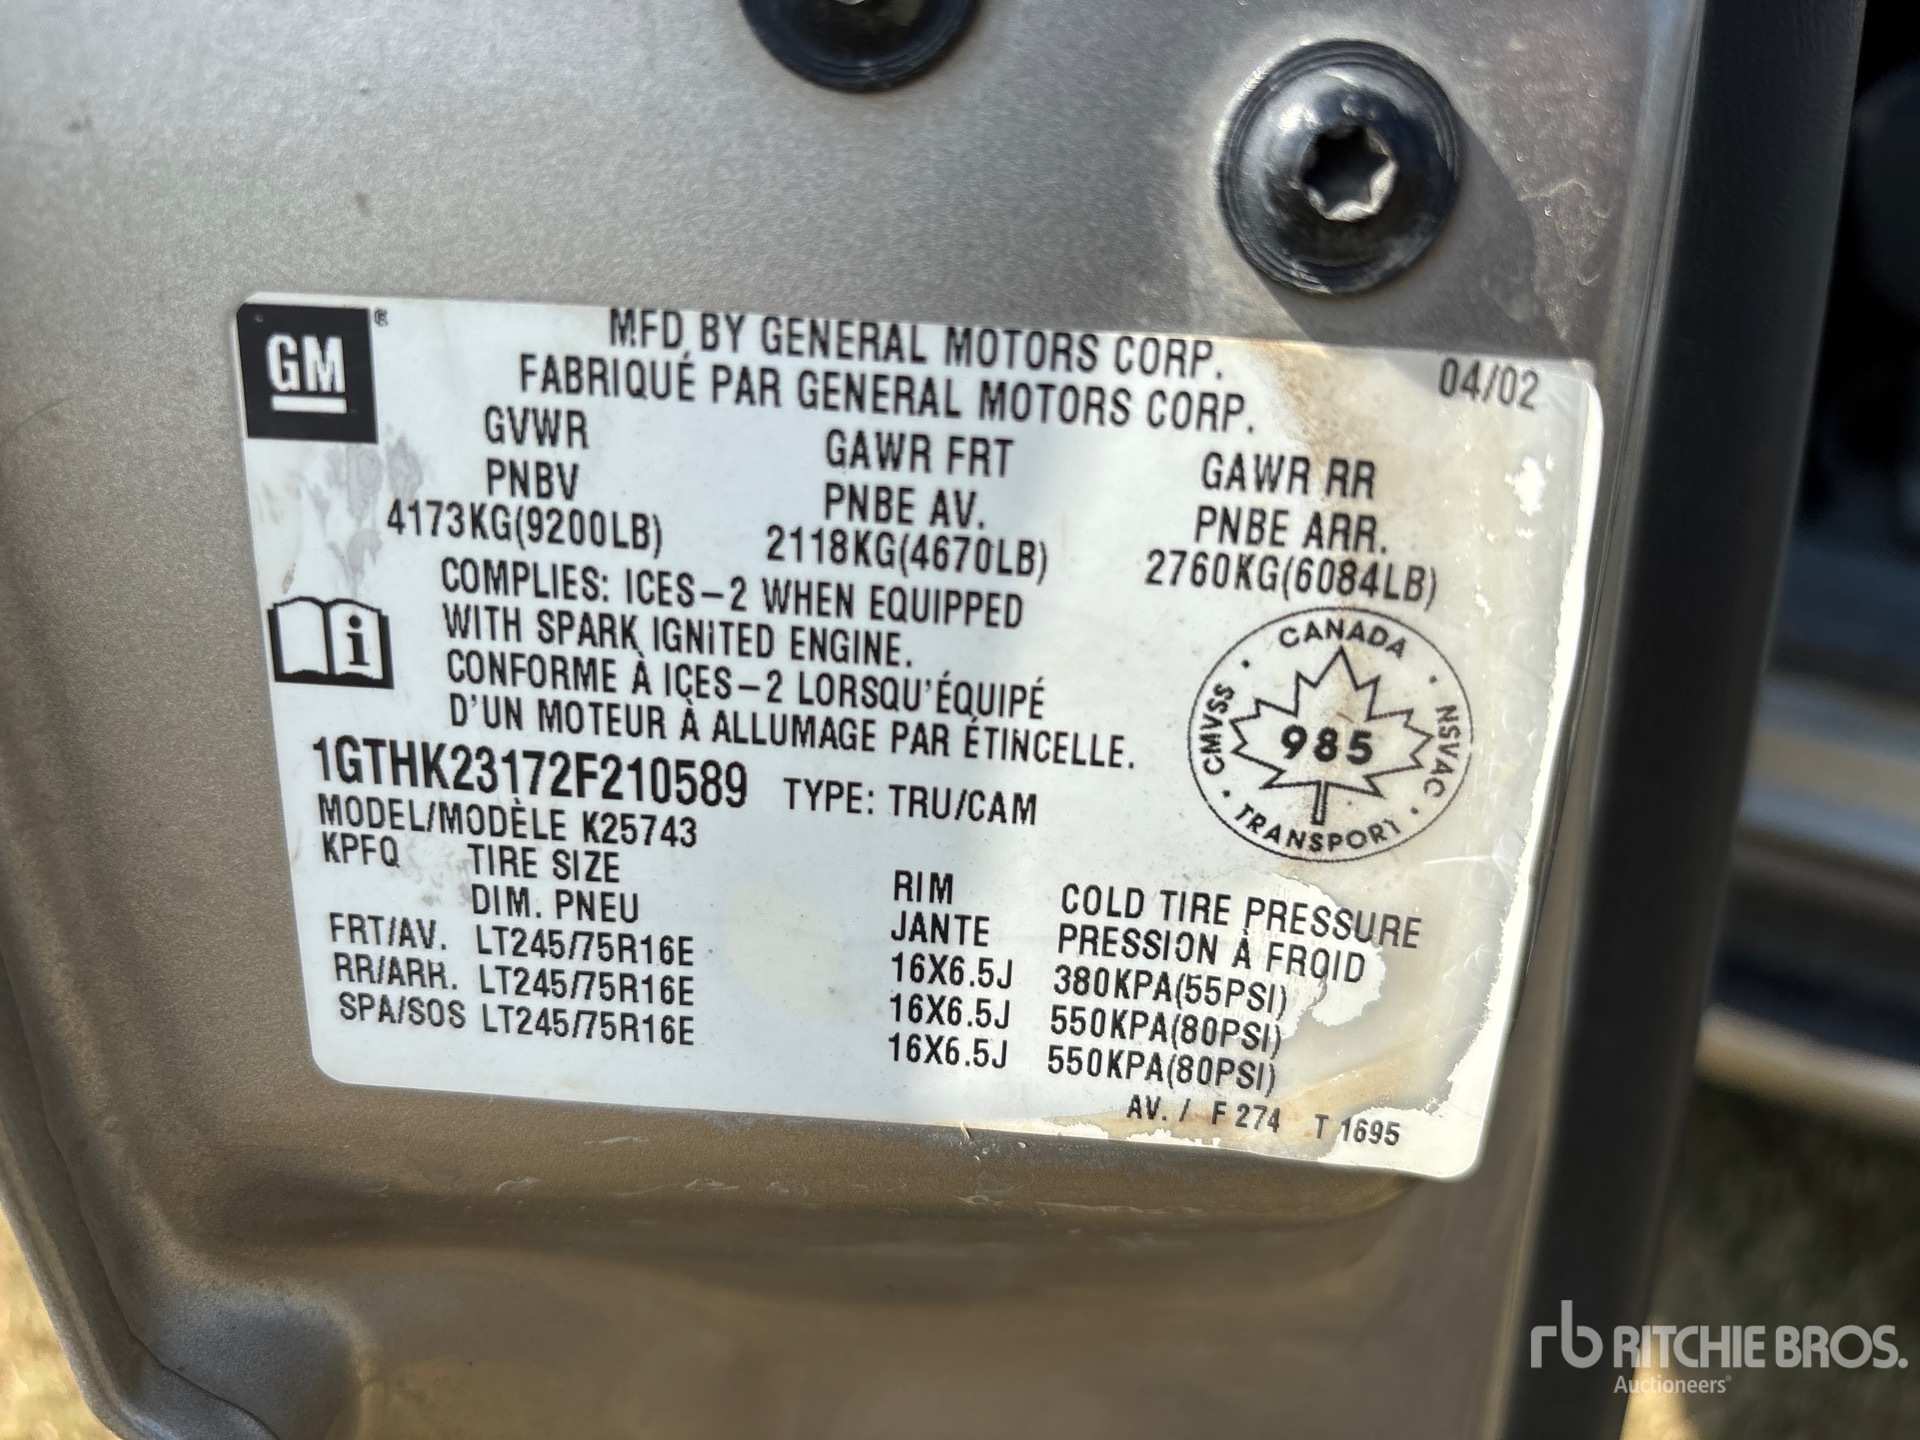 GM®
MFD BY GENERAL MOTORS CORP.
04/02
FABRIQUÉ PAR GENERAL MOTORS CORP.
GVWR GAWR FRT GAWR RR
PNBV PNBE AV. PNBE ARR.
4173KG(9200LB) 2118KG(4670LB) 2760KG(6084LB)
COMPLIES: ICES-2 WHEN EQUIPPED
WITH SPARK IGNITED ENGINE.
CONFORME À ICES-2 LORSQU'ÉQUIPÉ
D'UN MOTEUR À ALLUMAGE PAR ÉTINCELLE.
CANADA · NSVAC · TRANSPORT · CMVSS ·
985
1GTHK23172F210589 TYPE: TRU/CAM
MODEL/MODÈLE K25743
KPFQ TIRE SIZE RIM COLD TIRE PRESSURE
DIM. PNEU JANTE PRESSION À FROID
FRT/AV. LT245/75R16E 16X6.5J 380KPA(55PSI)
RR/ARR. LT245/75R16E 16X6.5J 550KPA(80PSI)
SPA/SOS LT245/75R16E 16X6.5J 550KPA(80PSI)
AV. / F 274 T 1695
rb RITCHIE BROS.
Auctioneers®